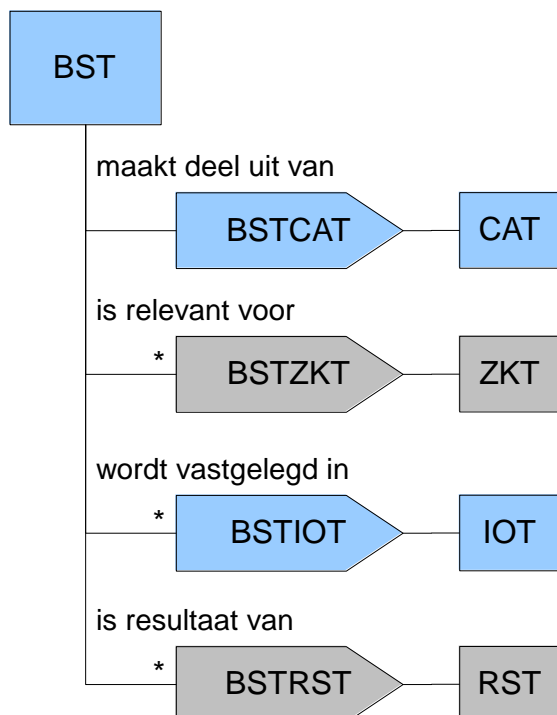 BST
maakt deel uit van
BSTCAT CAT
is relevant voor
* BSTZKT ZKT
wordt vastgelegd in
* BSTIOT IOT
is resultaat van
* BSTRST RST